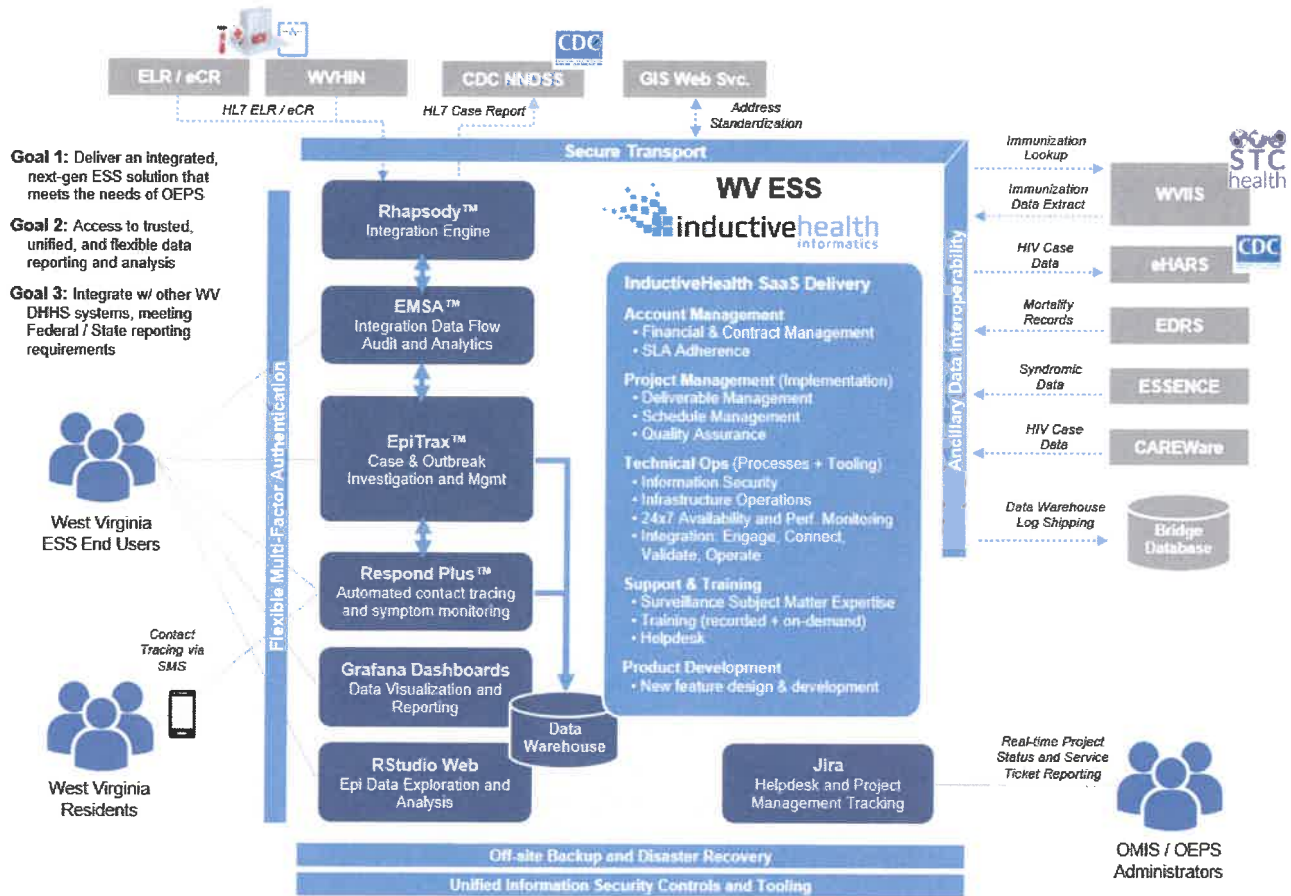 CDC
ELR / eCR
WVHIN
CDC NNDSS
GIS Web Svc.
HL7 ELR / eCR
HL7 Case Report
Address
Standardization
Goal 1: Deliver an integrated,
next-gen ESS solution that
meets the needs of OEPS
Goal 2: Access to trusted,
unified, and flexible data
reporting and analysis
Goal 3: Integrate w/ other WV
DHHS systems, meeting
Federal / State reporting
requirements
West Virginia
ESS End Users
Contact
Tracing via
SMS
West Virginia
Residents
Flexible Multi-Factor Authentication
Secure Transport
Rhapsody™
Integration Engine
EMSA™
Integration Data Flow
Audit and Analytics
EpiTrax™
Case & Outbreak
Investigation and Mgmt
Respond Plus™
Automated contact tracing
and symptom monitoring
Grafana Dashboards
Data Visualization and
Reporting
RStudio Web
Epi Data Exploration and
Analysis
Data
Warehouse
WV ESS
inductivehealth
informatics
InductiveHealth SaaS Delivery
Account Management
• Financial & Contract Management
• SLA Adherence
Project Management (Implementation)
• Deliverable Management
• Schedule Management
• Quality Assurance
Technical Ops (Processes + Tooling)
• Information Security
• Infrastructure Operations
• 24x7 Availability and Perf. Monitoring
• Integration: Engage, Connect,
Validate, Operate
Support & Training
• Surveillance Subject Matter Expertise
• Training (recorded + on-demand)
• Helpdesk
Product Development
• New feature design & development
Jira
Helpdesk and Project
Management Tracking
Ancillary Data Interoperability
Immunization
Lookup
Immunization
Data Extract
WVIIS
STC
health
HIV Case
Data
eHARS
CDC
Mortality
Records
EDRS
Syndromic
Data
ESSENCE
HIV Case
Data
CAREWare
Data Warehouse
Log Shipping
Bridge
Database
Real-time Project
Status and Service
Ticket Reporting
OMIS / OEPS
Administrators
Off-site Backup and Disaster Recovery
Unified Information Security Controls and Tooling